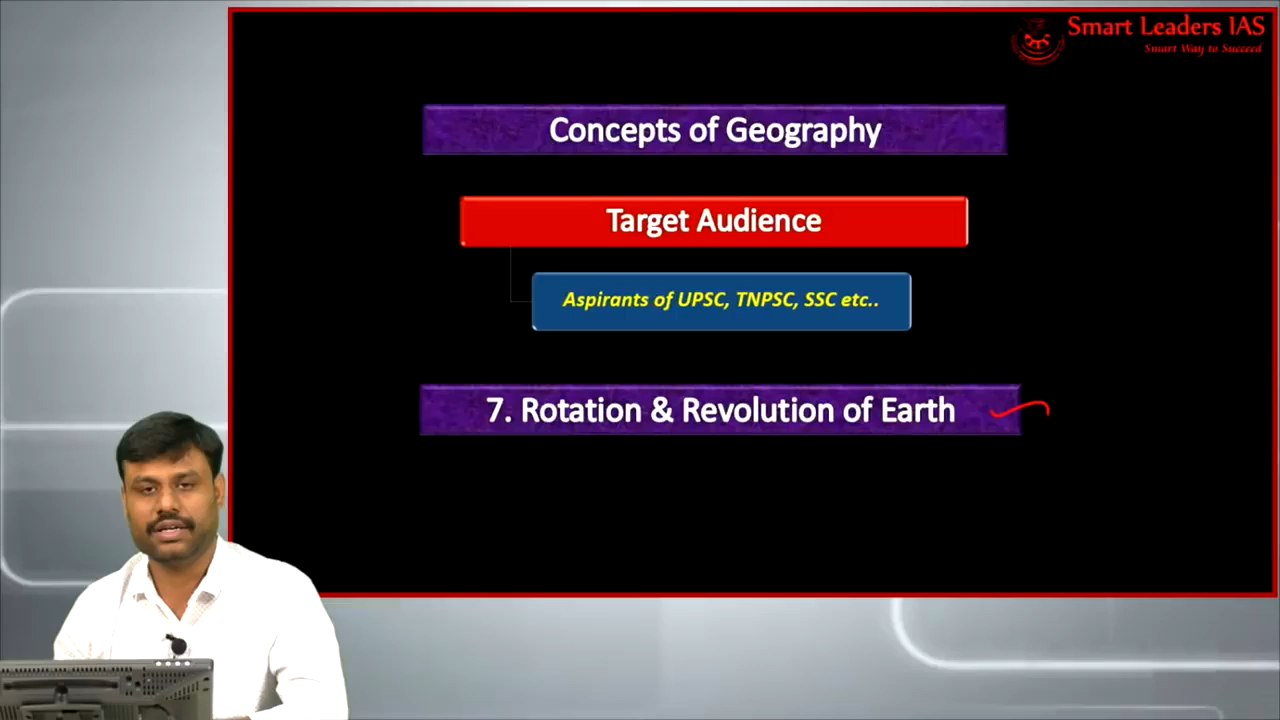 Smart Leaders IAS
Smart Way to Succeed
Concepts of Geography
Target Audience
Aspirants of UPSC, TNPSC, SSC etc..
7. Rotation & Revolution of Earth